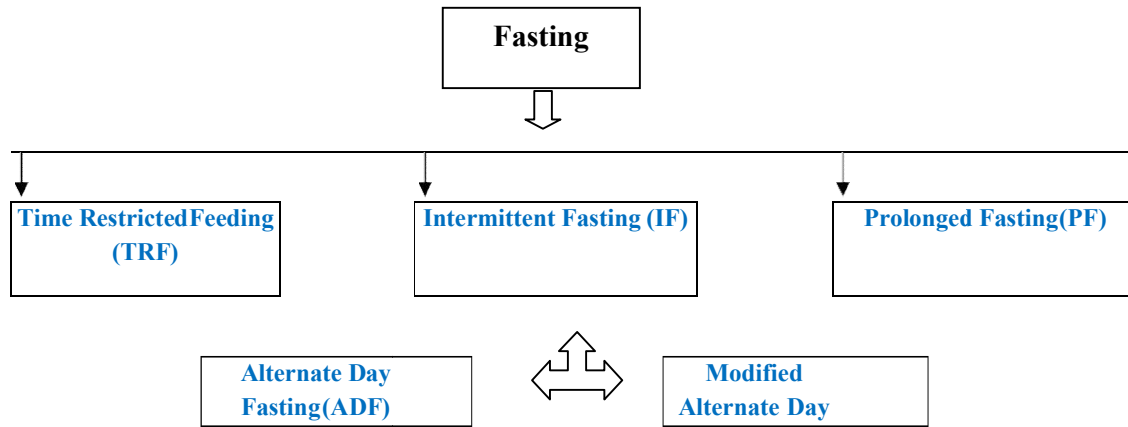 Fasting
Time RestrictedFeeding
(TRF)
Intermittent Fasting (IF)
Prolonged Fasting(PF)
Alternate Day
Fasting(ADF)
Modified
Alternate Day